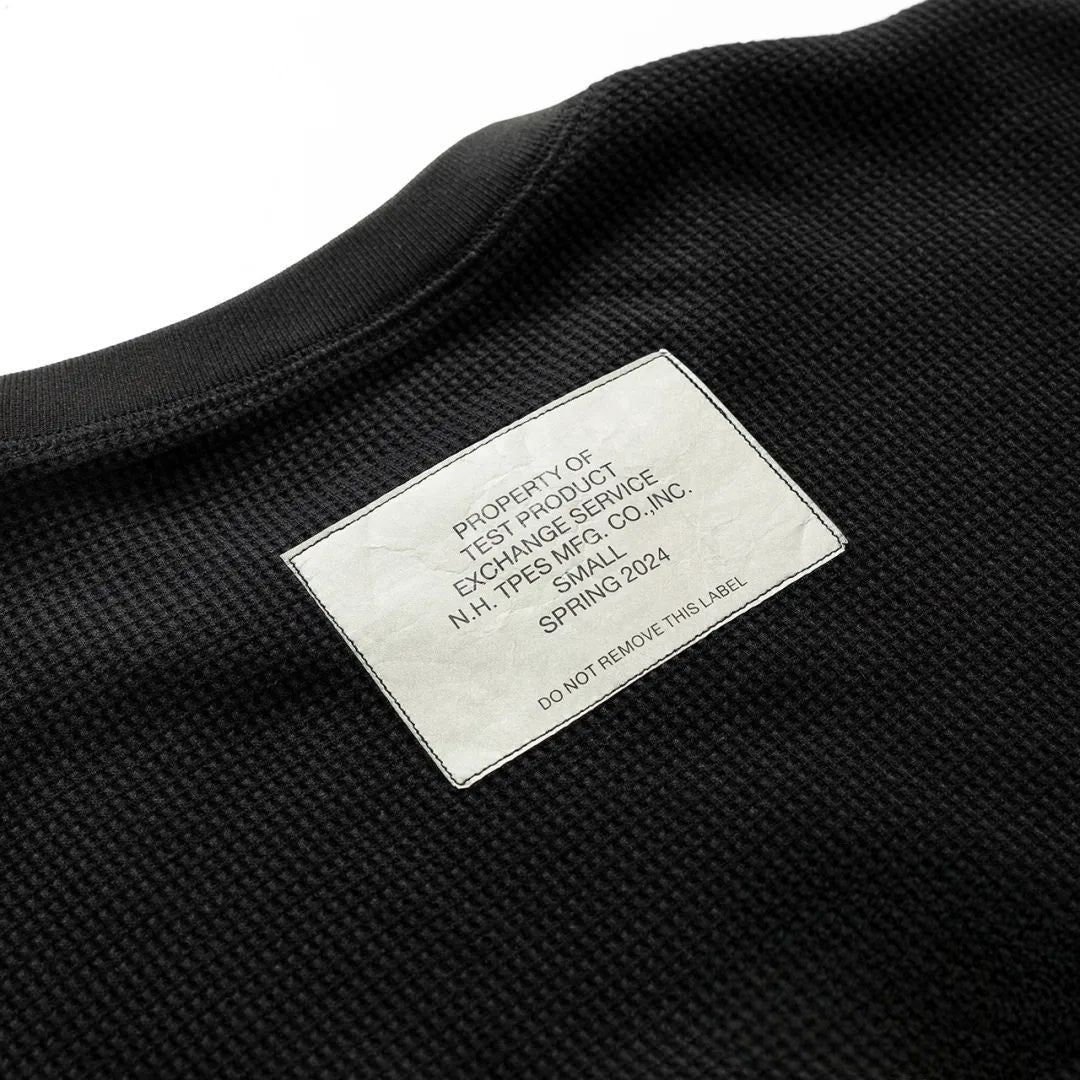 PROPERTY OF
TEST PRODUCT
EXCHANGE SERVICE
N.H. TPES MFG. CO.,INC.
SMALL
SPRING 2024
DO NOT REMOVE THIS LABEL